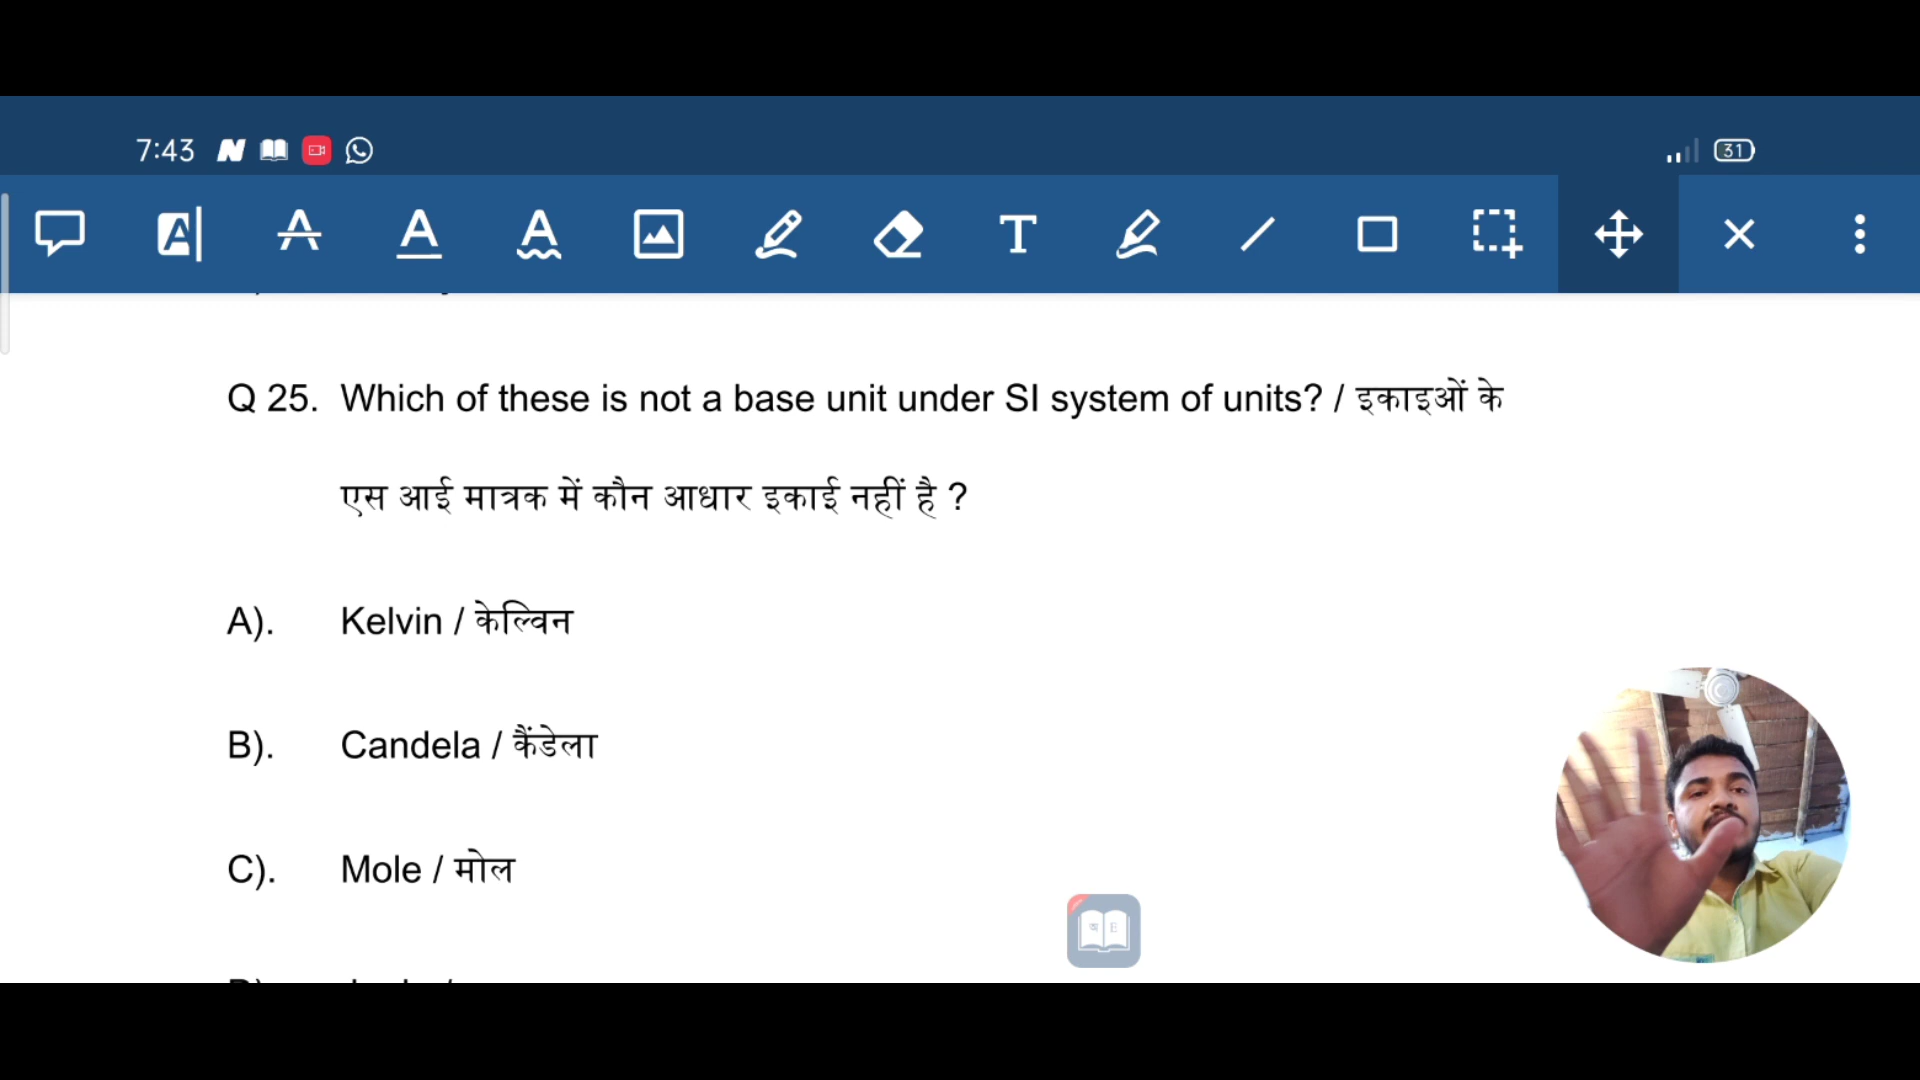 7:43
31
Q 25. Which of these is not a base unit under SI system of units? / इकाइओं के
एस आई मात्रक में कौन आधार इकाई नहीं है ?
A). Kelvin / केल्विन
B). Candela / कैंडेला
C). Mole / मोल